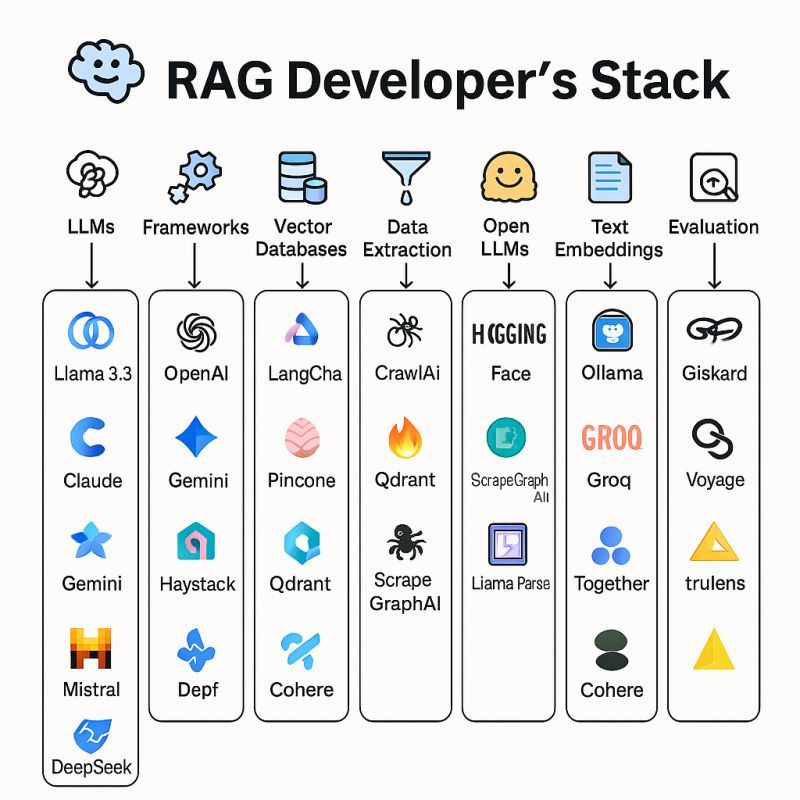 RAG Developer's Stack
LLMs
Frameworks
Vector
Databases
Data
Extraction
Open
LLMs
Text
Embeddings
Evaluation
Llama 3.3
Claude
Gemini
Mistral
DeepSeek
OpenAI
Gemini
Haystack
Depf
LangCha
Pincone
Qdrant
Cohere
CrawlAi
Qdrant
Scrape
GraphAI
Face
ScrapeGraph
Liama Parse
Ollama
GROQ
Groq
Together
Cohere
Giskard
Voyage
trulens